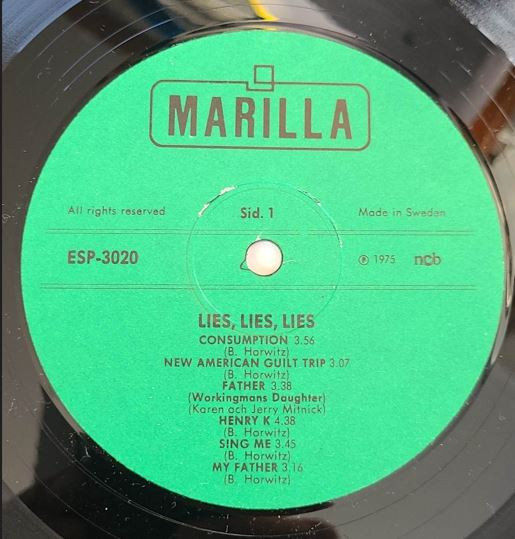 MARILLA
All rights reserved Sid. 1 Made in Sweden
ESP-3020 ℗ 1975 ncb
LIES, LIES, LIES
CONSUMPTION 3.56
(B. Horwitz)
NEW AMERICAN GUILT TRIP 3.07
(B. Horwitz)
FATHER 3.38
(Workingmans Daughter)
(Karen och Jerry Mitnick)
HENRY K 4.38
(B. Horwitz)
SING ME 3.45
(B. Horwitz)
MY FATHER 3.16
(B. Horwitz)